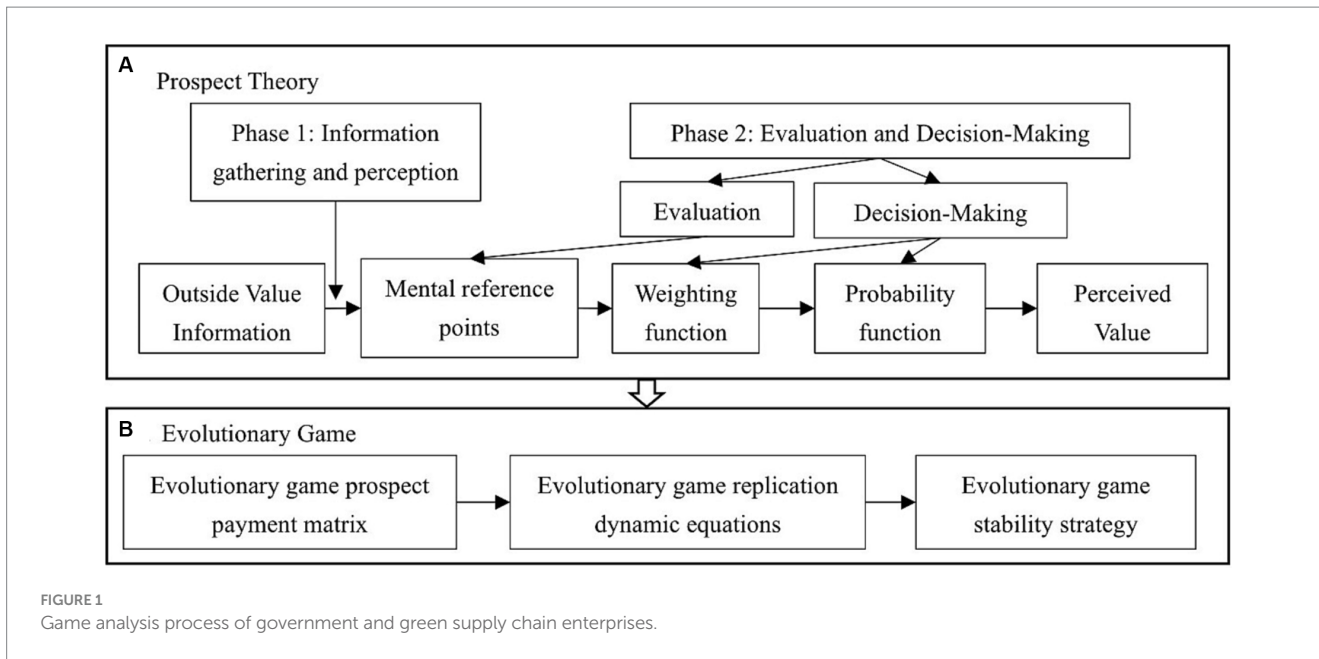 A
Prospect Theory
Phase 1: Information
gathering and perception
Phase 2: Evaluation and Decision-Making
Evaluation
Decision-Making
Outside Value
Information
Mental reference
points
Weighting
function
Probability
function
Perceived
Value
B
Evolutionary Game
Evolutionary game prospect
payment matrix
Evolutionary game replication
dynamic equations
Evolutionary game
stability strategy
FIGURE 1
Game analysis process of government and green supply chain enterprises.